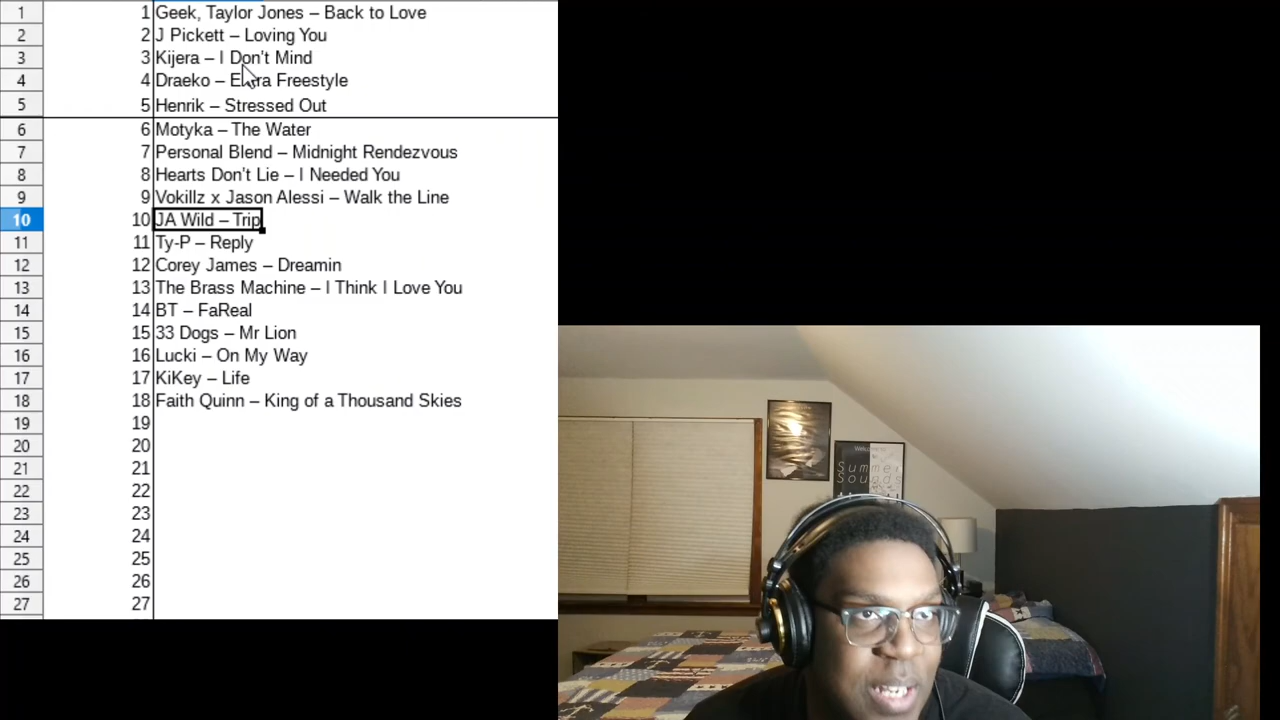 1 1 Geek, Taylor Jones – Back to Love
2 2 J Pickett – Loving You
3 3 Kijera – I Don’t Mind
4 4 Draeko – Freestyle
5 5 Henrik – Stressed Out
6 6 Motyka – The Water
7 7 Personal Blend – Midnight Rendezvous
8 8 Hearts Don’t Lie – I Needed You
9 9 Vokillz x Jason Alessi – Walk the Line
10 10 JA Wild – Trip
11 11 Ty-P – Reply
12 12 Corey James – Dreamin
13 13 The Brass Machine – I Think I Love You
14 14 BT – FaReal
15 15 33 Dogs – Mr Lion
16 16 Lucki – On My Way
17 17 KiKey – Life
18 18 Faith Quinn – King of a Thousand Skies
19 19
20 20
21 21
22 22
23 23
24 24
25 25
26 26
27 27
Summer
Sounds